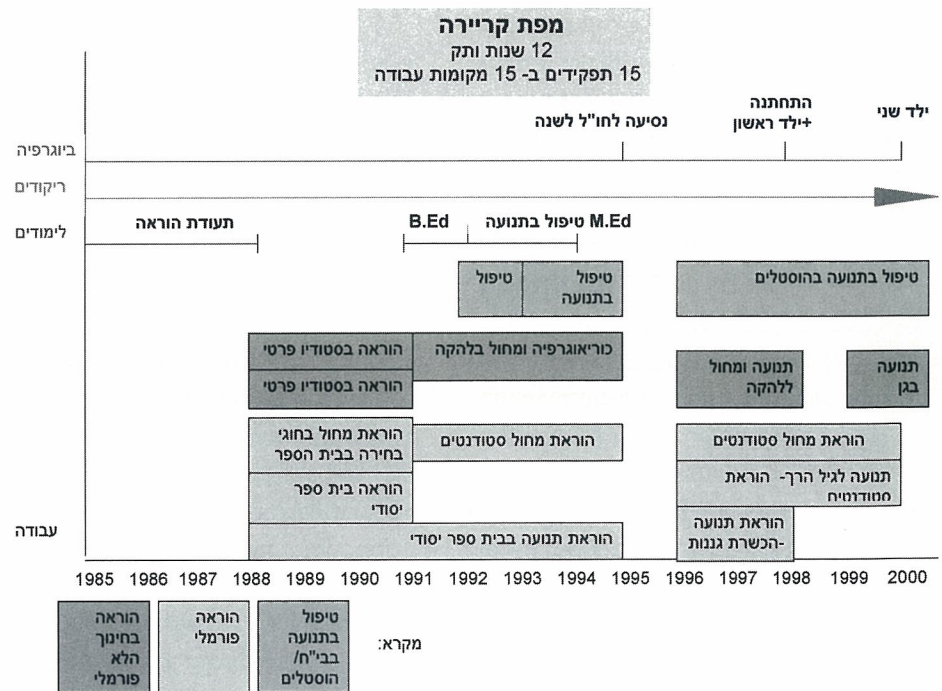 מפת קריירה
12 שנות ותק
15 תפקידים ב- 15 מקומות עבודה
התחתנה
+ילד ראשון
ילד שני
נסיעה לחו"ל לשנה
ביוגרפיה
ריקודים
לימודים
תעודת הוראה
B.Ed
M.Ed טיפול בתנועה
טיפול
טיפול
בתנועה
טיפול בתנועה בהוסטלים
הוראה בסטודיו פרטי
הוראה בסטודיו פרטי
כוריאוגרפיה ומחול בלהקה
תנועה ומחול
ללהקה
תנועה
בגן
הוראת מחול בחוגי
בחירה בבית הספר
הוראת מחול סטודנטים
הוראת מחול סטודנטים
הוראה בית ספר
יסודי
תנועה לגיל הרך- הוראת
סטודנטים
עבודה
הוראת תנועה בבית ספר יסודי
הוראת תנועה
-הכשרת גננות
1985 1986 1987 1988 1989 1990 1991 1992 1993 1994 1995 1996 1997 1998 1999 2000
מקרא:
טיפול
בתנועה
בבי"ח/
הוסטלים
הוראה
פורמלי
הוראה
בחינוך
הלא
פורמלי